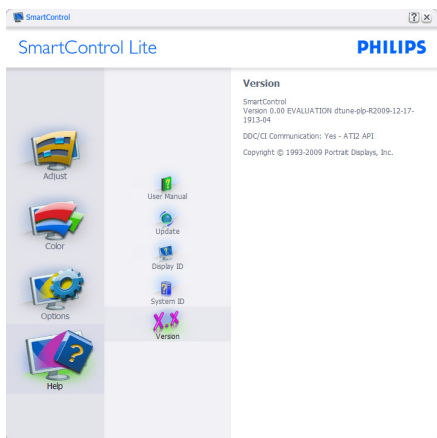 SmartControl
SmartControl Lite
PHILIPS
Adjust
Color
Options
Help
User Manual
Update
Display ID
System ID
X.X
Version
Version
SmartControl
Version 0.00 EVALUATION dtune-plp-R2009-12-17-
1913-04
DDC/CI Communication: Yes - ATI2 API
Copyright © 1993-2009 Portrait Displays, Inc.